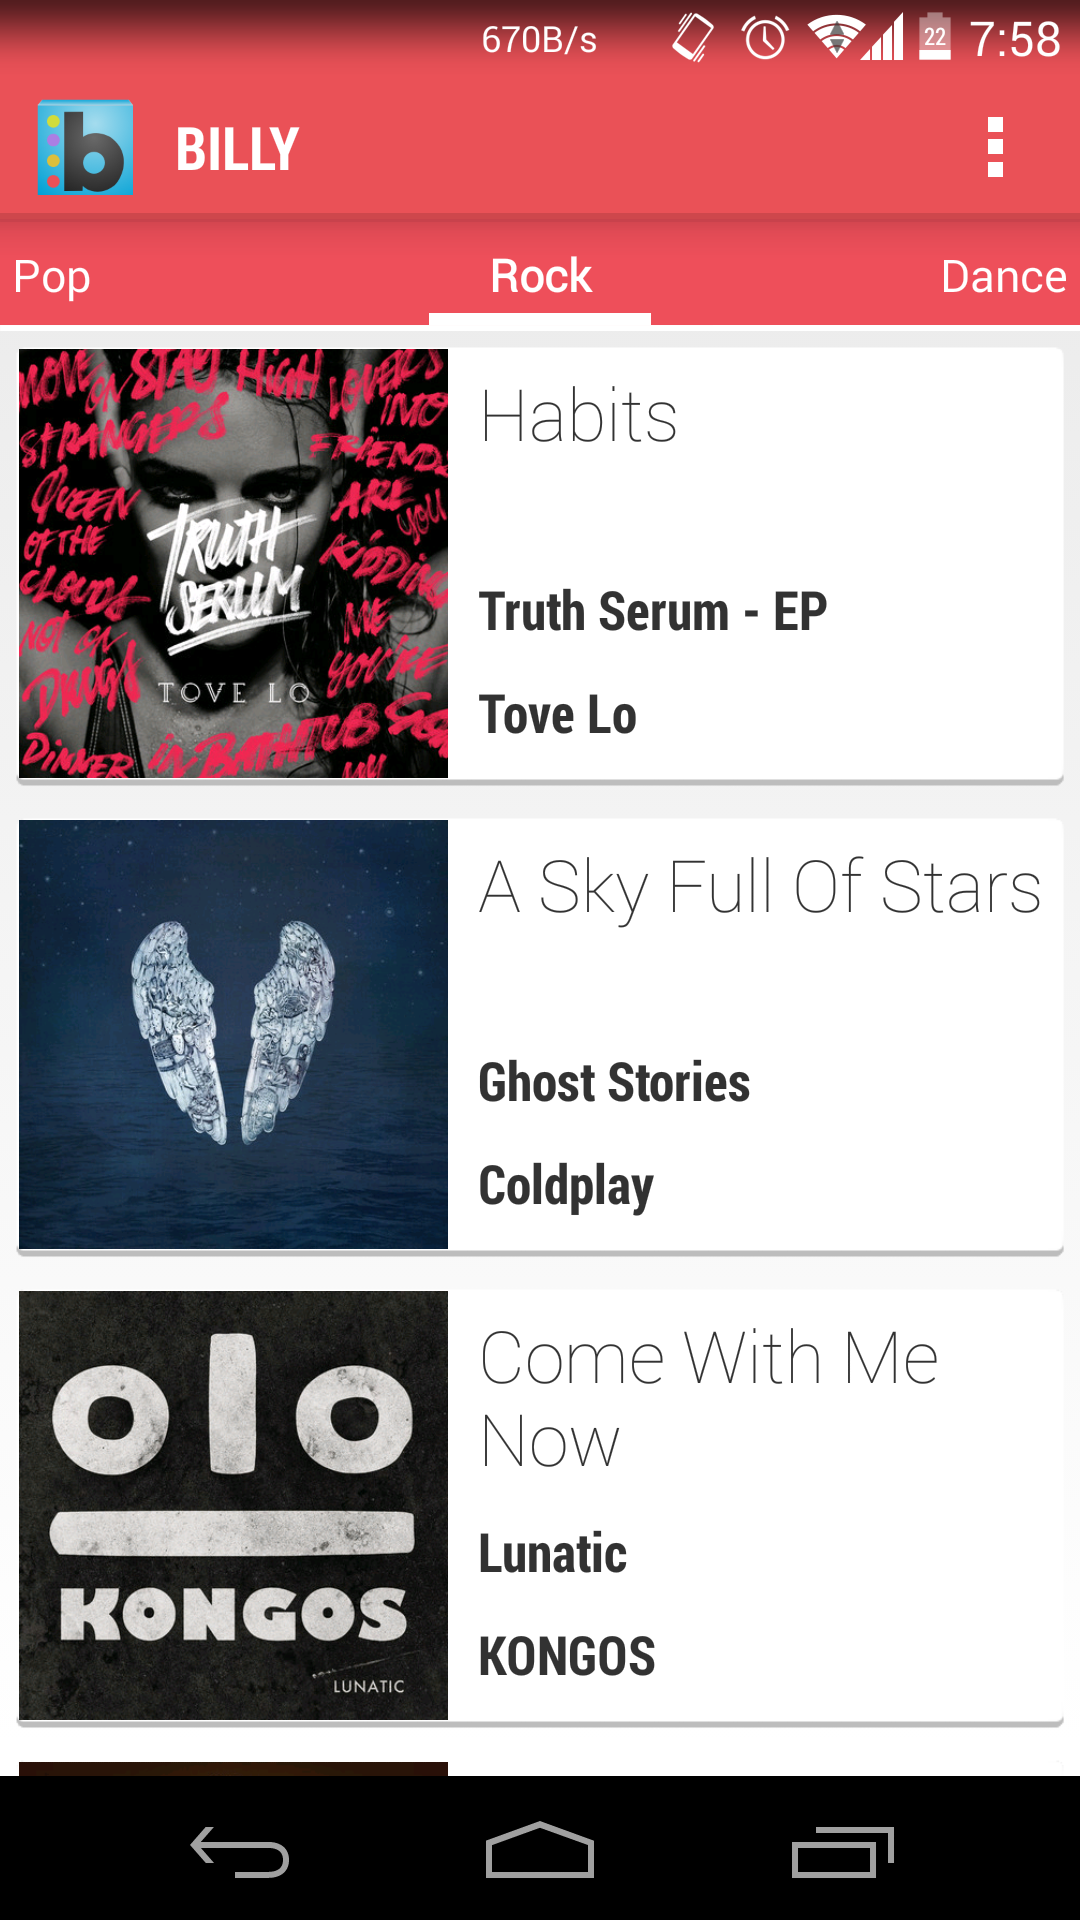 670B/s 22 7:58
b BILLY
Pop Rock Dance
MOVE ON STAY HIGH LOVERS
INTO
STRANGERS
FRIENDS
QUEEN
ARE
YOU
OF THE
KIDDING
CLOUDS
ME
NOT ON
YOU'RE
DRUGS
DINNER
in BATHTUB
MY
TRUTH
SERUM
TOVE LO
Habits
Truth Serum - EP
Tove Lo
A Sky Full Of Stars
Ghost Stories
Coldplay
KONGOS
LUNATIC
Come With Me
Now
Lunatic
KONGOS